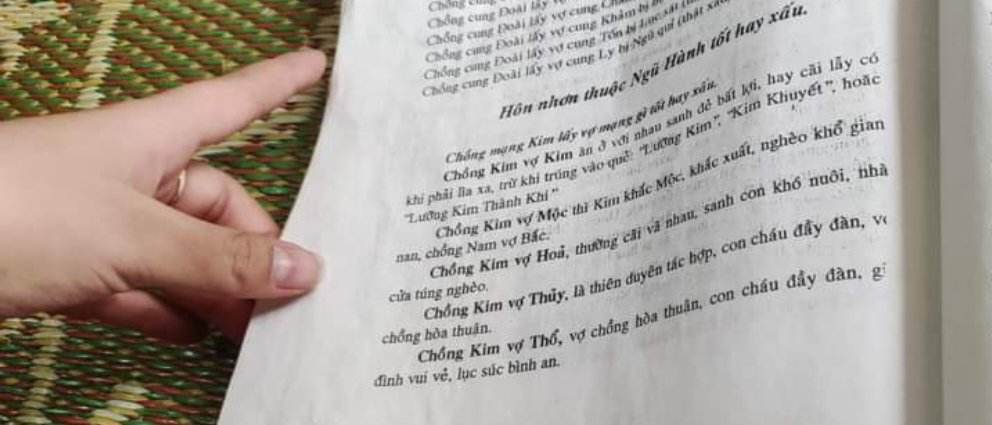 Chồng cung Đoài lấy vợ
Chồng cung Đoài lấy vợ cung
Chồng cung Đoài lấy vợ cung Khảm bị
Chồng cung Đoài lấy vợ cung Tốn bị Lục sát
Chồng cung Đoài lấy vợ cung Ly bị Ngũ quỉ (thật xấu
Hôn nhơn thuộc Ngũ Hành tốt hay xấu.
Chồng mạng Kim lấy vợ mạng gì tốt hay xấu.
Chồng Kim vợ Kim ăn ở với nhau sanh đẻ bất lợi, hay cãi lẫy có
khi phải lìa xa, trừ khi trúng vào quẻ: "Lưỡng Kim", "Kim Khuyết", hoặc
"Lưỡng Kim Thành Khí"
Chồng Kim vợ Mộc thì Kim khắc Mộc, khắc xuất, nghèo khổ gian
nan, chồng Nam vợ Bắc.
Chồng Kim vợ Hoả, thường cãi vã nhau, sanh con khó nuôi, nhà
cửa túng nghèo.
Chồng Kim vợ Thủy, là thiên duyên tác hợp, con cháu đầy đàn, vợ
chồng hòa thuận.
Chồng Kim vợ Thổ, vợ chồng hòa thuận, con cháu đầy đàn, gi
đình vui vẻ, lục súc bình an.